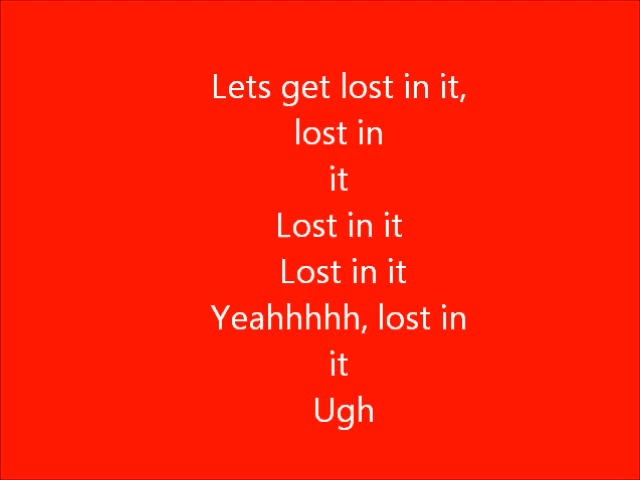 Lets get lost in it,
lost in
it
Lost in it
Lost in it
Yeahhhhh, lost in
it
Ugh